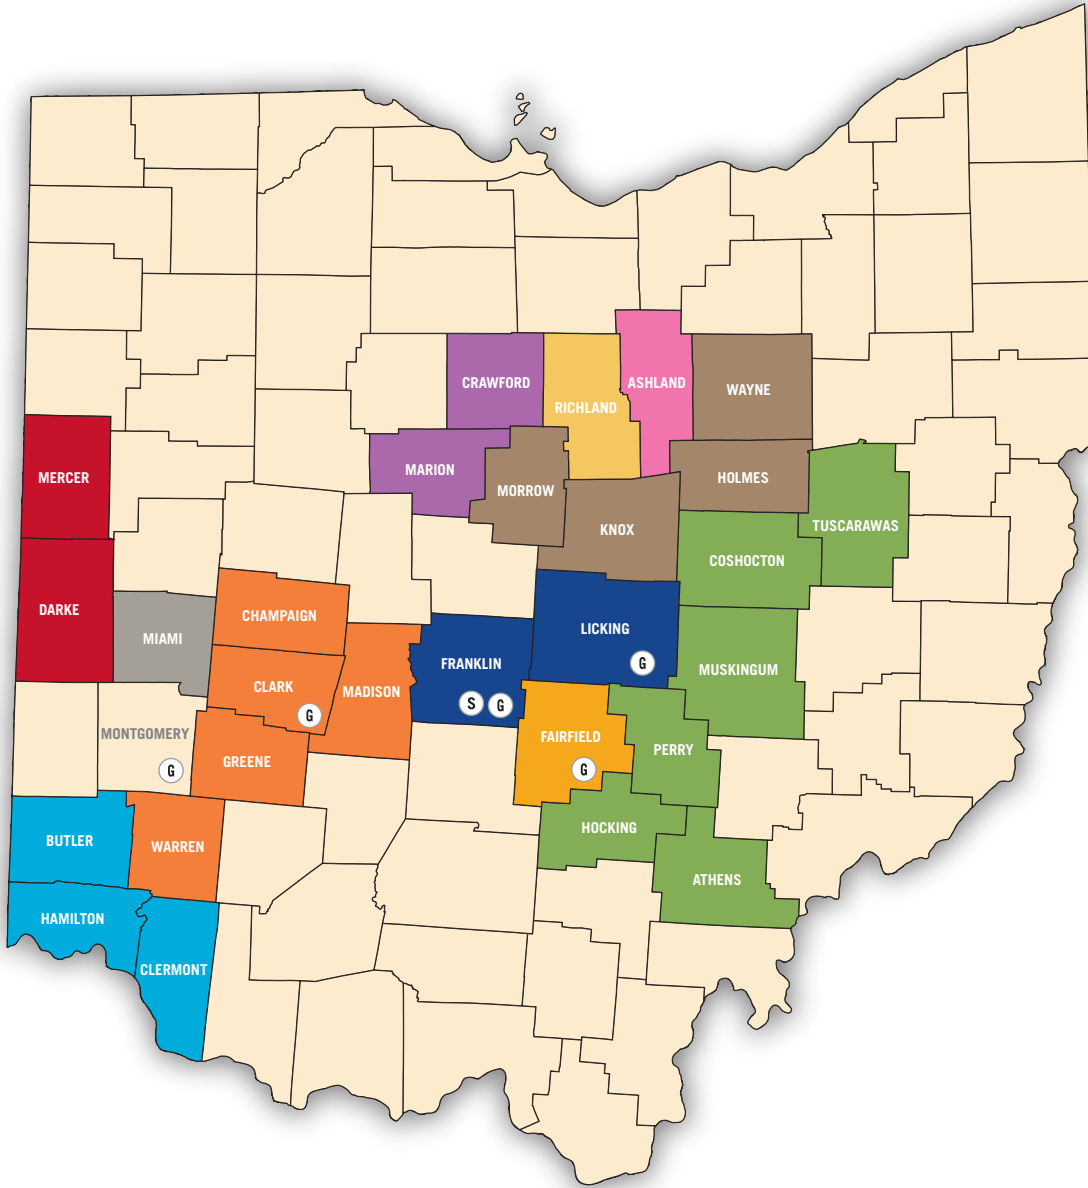 CRAWFORD
ASHLAND
WAYNE
RICHLAND
MERCER
MARION
HOLMES
MORROW
TUSCARAWAS
KNOX
COSHOCTON
DARKE
CHAMPAIGN
LICKING
MIAMI
FRANKLIN
G
MUSKINGUM
CLARK
MADISON
G
S G
MONTGOMERY
G
FAIRFIELD
G
PERRY
GREENE
HOCKING
BUTLER
WARREN
ATHENS
HAMILTON
CLERMONT